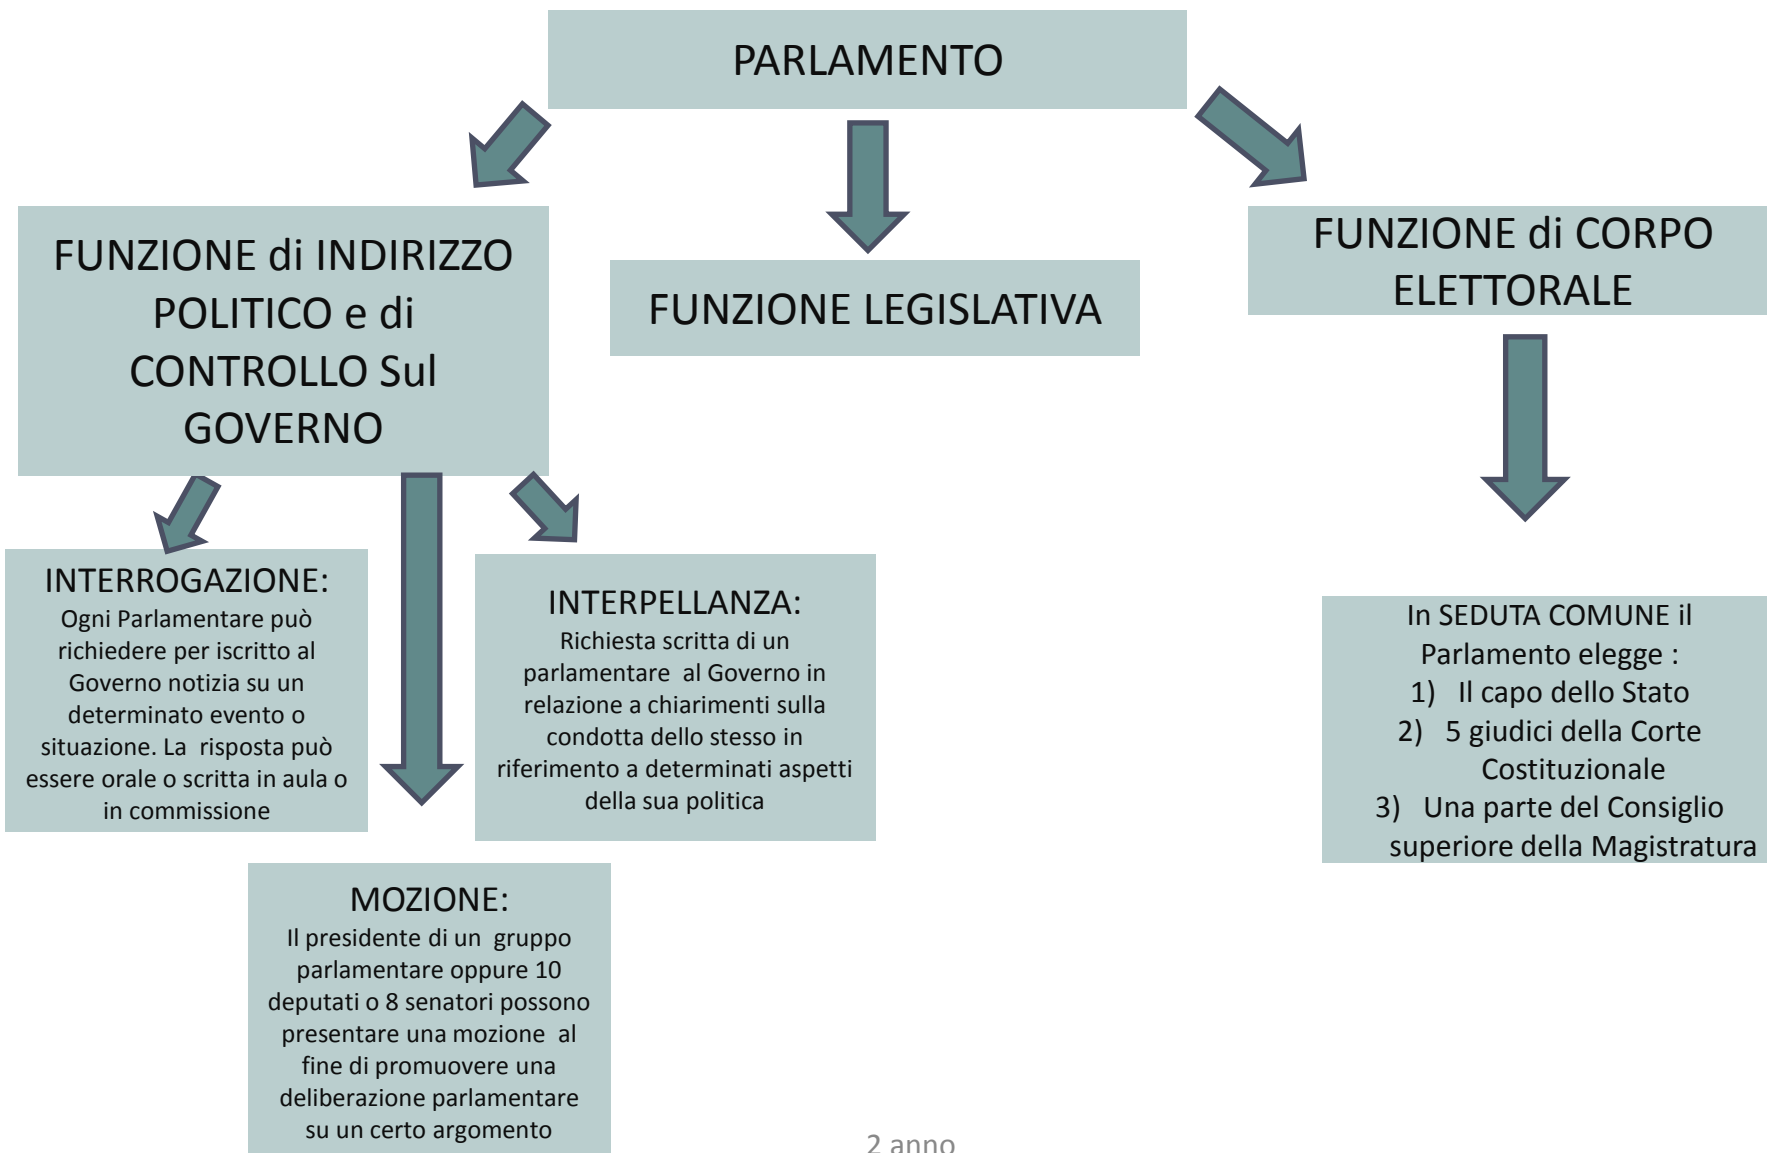 PARLAMENTO
FUNZIONE di INDIRIZZO
POLITICO e di
CONTROLLO Sul
GOVERNO
FUNZIONE LEGISLATIVA
FUNZIONE di CORPO
ELETTORALE
INTERROGAZIONE:
Ogni Parlamentare può
richiedere per iscritto al
Governo notizia su un
determinato evento o
situazione. La risposta può
essere orale o scritta in aula o
in commissione
INTERPELLANZA:
Richiesta scritta di un
parlamentare al Governo in
relazione a chiarimenti sulla
condotta dello stesso in
riferimento a determinati aspetti
della sua politica
In SEDUTA COMUNE il
Parlamento elegge :
1) Il capo dello Stato
2) 5 giudici della Corte
Costituzionale
3) Una parte del Consiglio
superiore della Magistratura
MOZIONE:
Il presidente di un gruppo
parlamentare oppure 10
deputati o 8 senatori possono
presentare una mozione al
fine di promuovere una
deliberazione parlamentare
su un certo argomento
2 anno